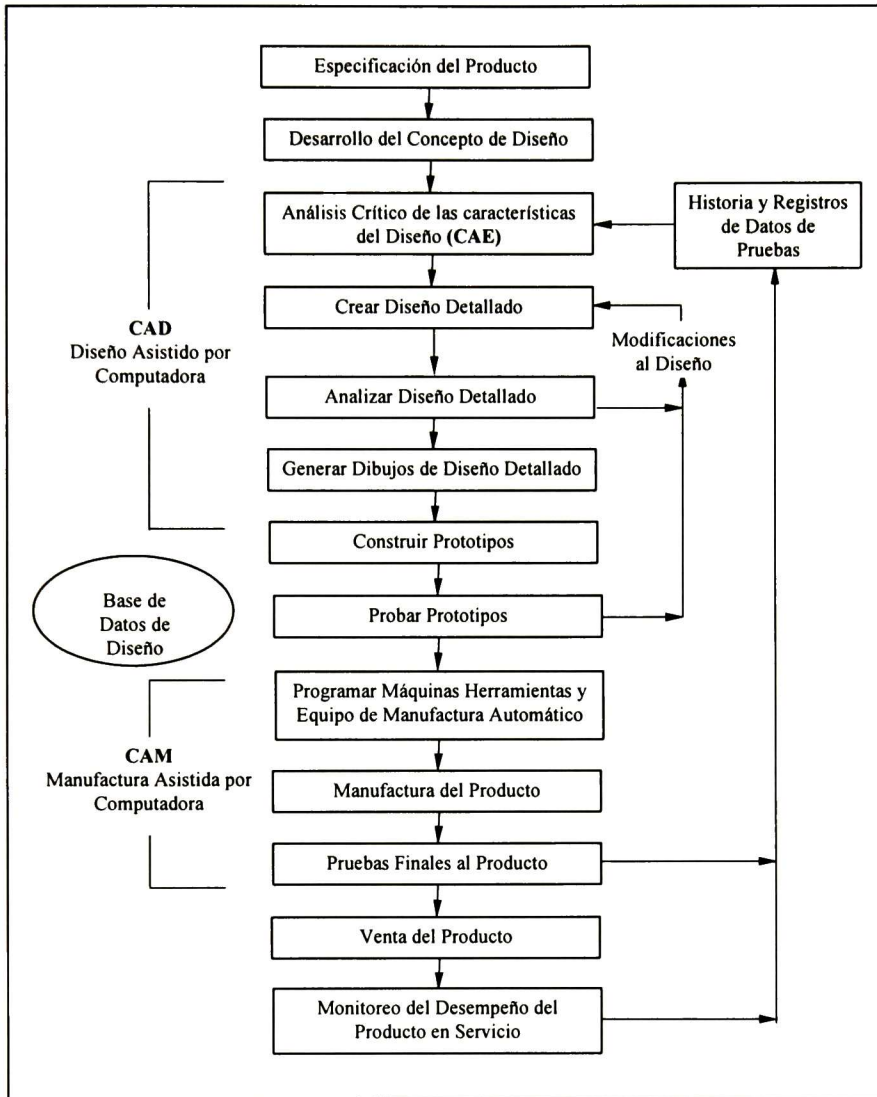 Especificación del Producto
Desarrollo del Concepto de Diseño
Análisis Crítico de las características
del Diseño (CAE)
Historia y Registros
de Datos de
Pruebas
Crear Diseño Detallado
CAD
Diseño Asistido por
Computadora
Modificaciones
al Diseño
Analizar Diseño Detallado
Generar Dibujos de Diseño Detallado
Construir Prototipos
Base de
Datos de
Diseño
Probar Prototipos
Programar Máquinas Herramientas y
Equipo de Manufactura Automático
CAM
Manufactura Asistida por
Computadora
Manufactura del Producto
Pruebas Finales al Producto
Venta del Producto
Monitoreo del Desempeño del
Producto en Servicio